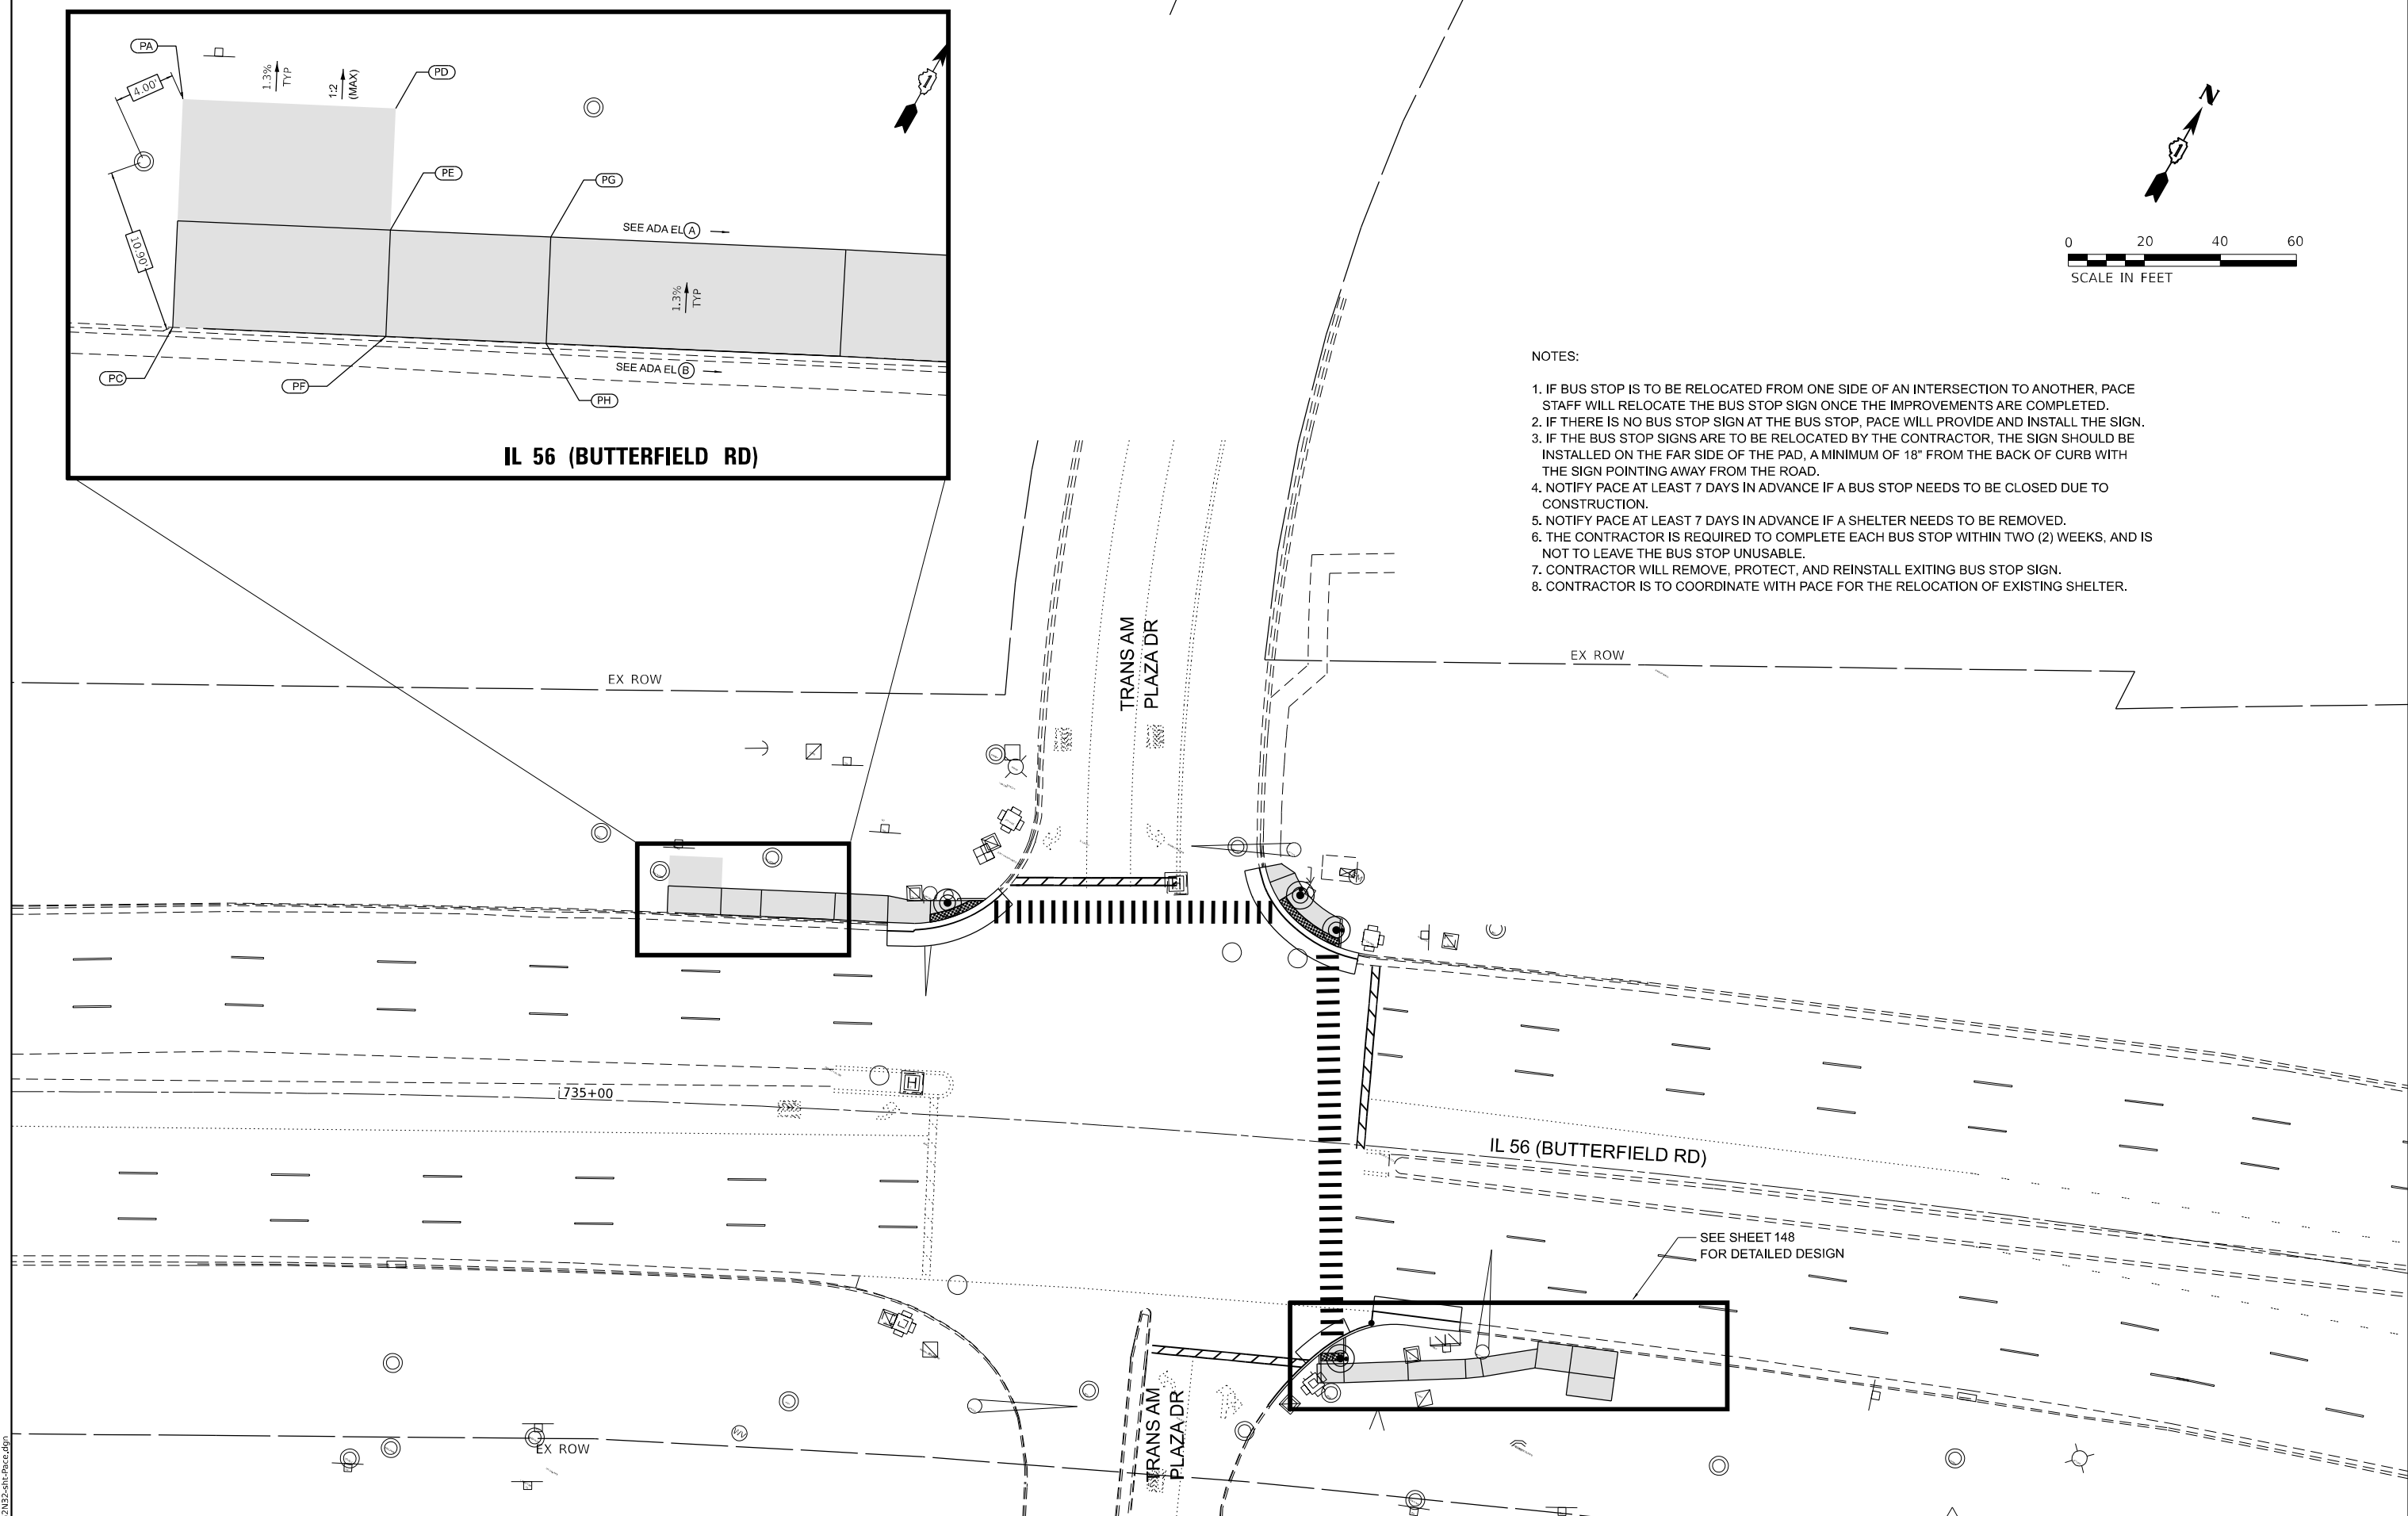 PA
1.3%
TYP
1:2
(MAX)
PD
4.00'
PE
PG
10.90'
SEE ADA EL A
1.3%
TYP
SEE ADA EL B
PC
PF
PH
IL 56 (BUTTERFIELD RD)
N
0 20 40 60
SCALE IN FEET
NOTES:
1. IF BUS STOP IS TO BE RELOCATED FROM ONE SIDE OF AN INTERSECTION TO ANOTHER, PACE
STAFF WILL RELOCATE THE BUS STOP SIGN ONCE THE IMPROVEMENTS ARE COMPLETED.
2. IF THERE IS NO BUS STOP SIGN AT THE BUS STOP, PACE WILL PROVIDE AND INSTALL THE SIGN.
3. IF THE BUS STOP SIGNS ARE TO BE RELOCATED BY THE CONTRACTOR, THE SIGN SHOULD BE
INSTALLED ON THE FAR SIDE OF THE PAD, A MINIMUM OF 18" FROM THE BACK OF CURB WITH
THE SIGN POINTING AWAY FROM THE ROAD.
4. NOTIFY PACE AT LEAST 7 DAYS IN ADVANCE IF A BUS STOP NEEDS TO BE CLOSED DUE TO
CONSTRUCTION.
5. NOTIFY PACE AT LEAST 7 DAYS IN ADVANCE IF A SHELTER NEEDS TO BE REMOVED.
6. THE CONTRACTOR IS REQUIRED TO COMPLETE EACH BUS STOP WITHIN TWO (2) WEEKS, AND IS
NOT TO LEAVE THE BUS STOP UNUSABLE.
7. CONTRACTOR WILL REMOVE, PROTECT, AND REINSTALL EXITING BUS STOP SIGN.
8. CONTRACTOR IS TO COORDINATE WITH PACE FOR THE RELOCATION OF EXISTING SHELTER.
EX ROW
TRANS AM
PLAZA DR
EX ROW
H
735+00
IL 56 (BUTTERFIELD RD)
SEE SHEET 148
FOR DETAILED DESIGN
TRANS AM
PLAZA DR
EX ROW
2N32-sht-Pace.dgn